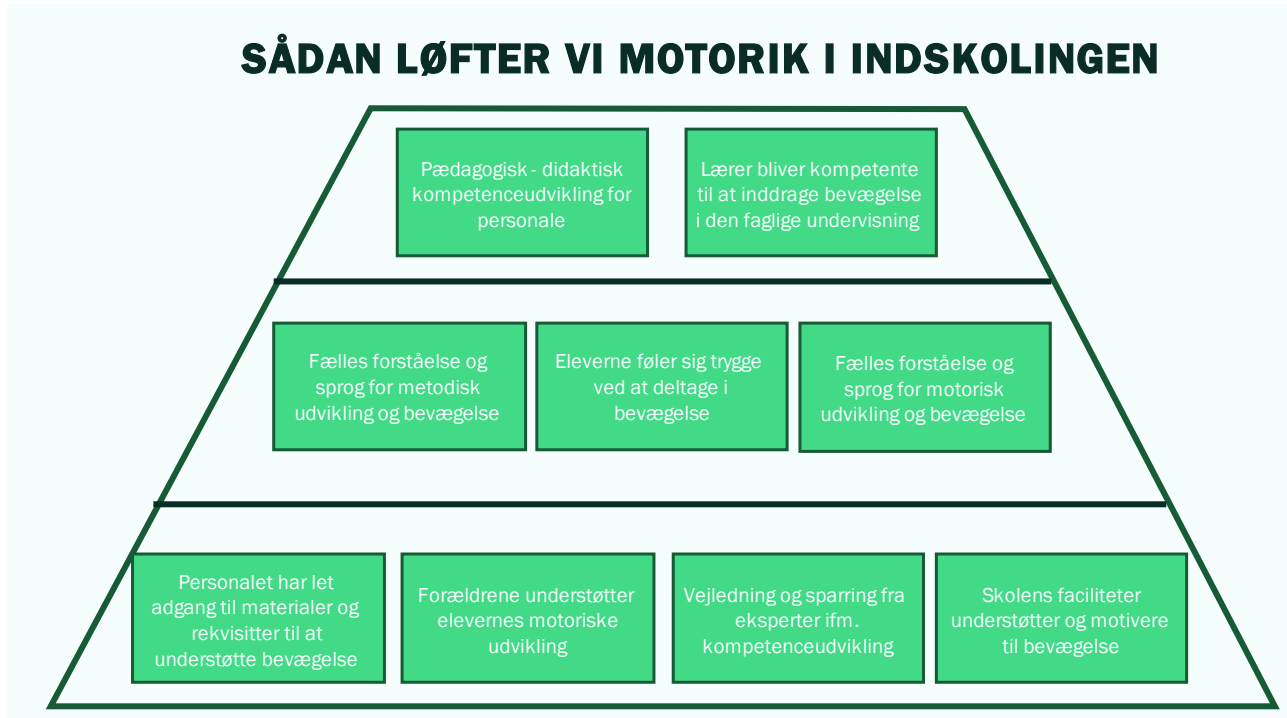 SÅDAN LØFTER VI MOTORIK I INDSKOLINGEN
Pædagogisk - didaktisk
kompetenceudvikling for
personale
Lærer bliver kompetente
til at inddrage bevægelse
i den faglige undervisning
Fælles forståelse og
sprog for metodisk
udvikling og bevægelse
Eleverne føler sig trygge
ved at deltage i
bevægelse
Fælles forståelse og
sprog for motorisk
udvikling og bevægelse
Personalet har let
adgang til materialer og
rekvisitter til at
understøtte bevægelse
Forældrene understøtter
elevernes motoriske
udvikling
Vejledning og sparring fra
eksperter ifm.
kompetenceudvikling
Skolens faciliteter
understøtter og motivere
til bevægelse